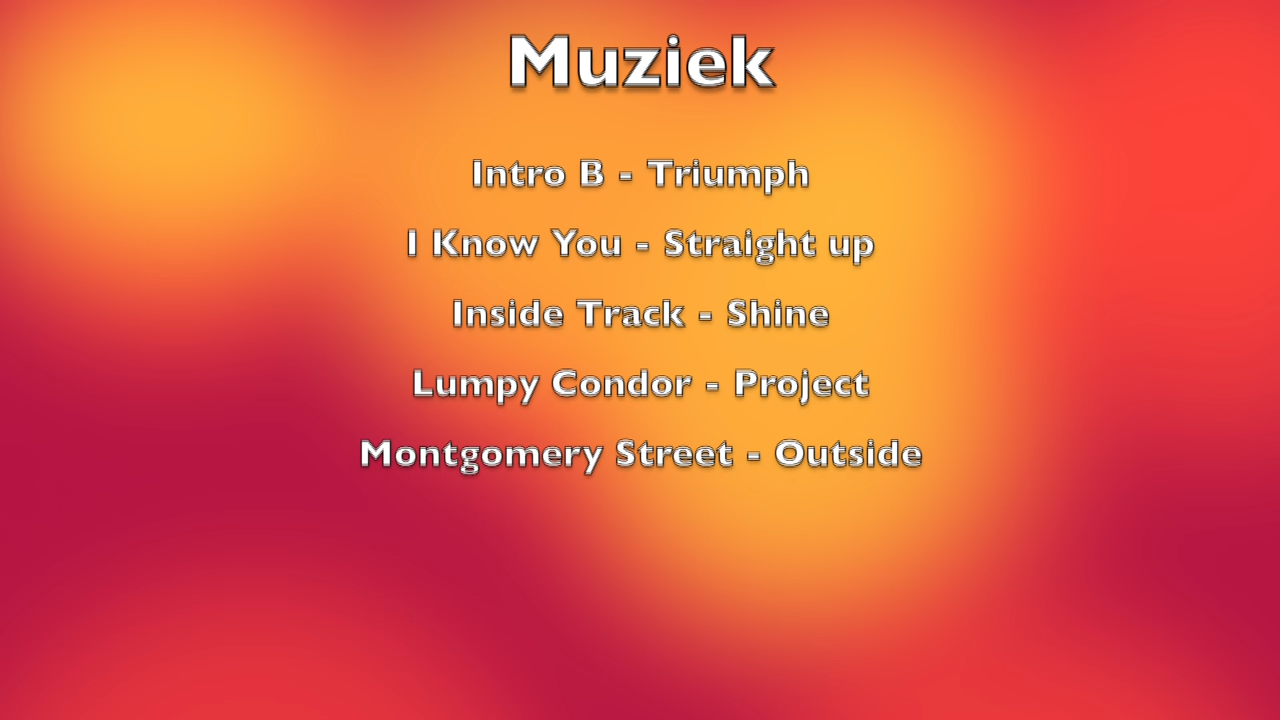 Muziek
Intro B - Triumph
I Know You - Straight up
Inside Track - Shine
Lumpy Condor - Project
Montgomery Street - Outside